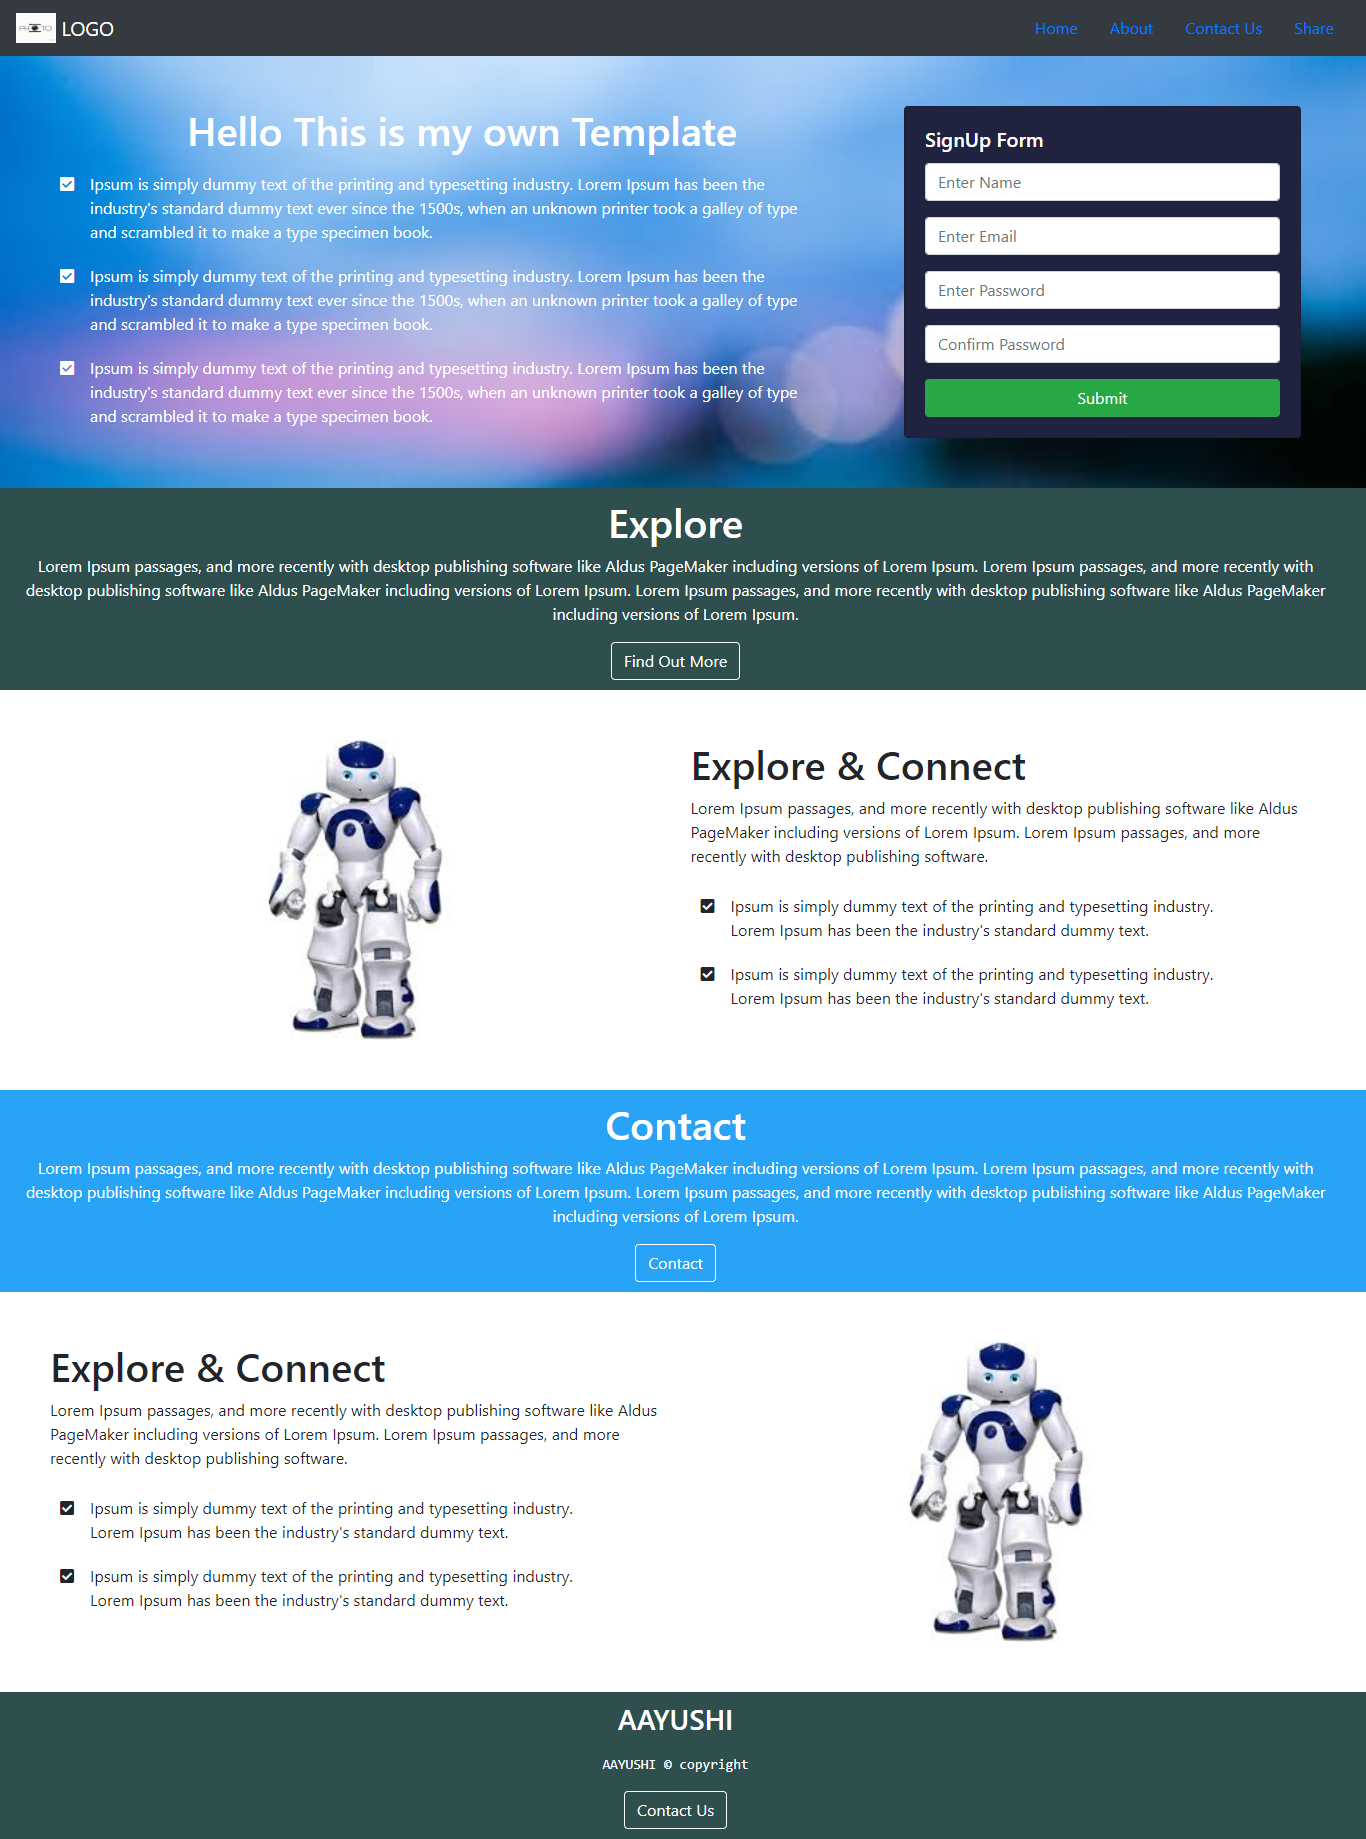 PHOTO LOGO
Home About Contact Us Share
Hello This is my own Template
Ipsum is simply dummy text of the printing and typesetting industry. Lorem Ipsum has been the
industry's standard dummy text ever since the 1500s, when an unknown printer took a galley of type
and scrambled it to make a type specimen book.
Ipsum is simply dummy text of the printing and typesetting industry. Lorem Ipsum has been the
industry's standard dummy text ever since the 1500s, when an unknown printer took a galley of type
and scrambled it to make a type specimen book.
Ipsum is simply dummy text of the printing and typesetting industry. Lorem Ipsum has been the
industry's standard dummy text ever since the 1500s, when an unknown printer took a galley of type
and scrambled it to make a type specimen book.
SignUp Form
Enter Name
Enter Email
Enter Password
Confirm Password
Submit
Explore
Lorem Ipsum passages, and more recently with desktop publishing software like Aldus PageMaker including versions of Lorem Ipsum. Lorem Ipsum passages, and more recently with
desktop publishing software like Aldus PageMaker including versions of Lorem Ipsum. Lorem Ipsum passages, and more recently with desktop publishing software like Aldus PageMaker
including versions of Lorem Ipsum.
Find Out More
Explore & Connect
Lorem Ipsum passages, and more recently with desktop publishing software like Aldus
PageMaker including versions of Lorem Ipsum. Lorem Ipsum passages, and more
recently with desktop publishing software.
Ipsum is simply dummy text of the printing and typesetting industry.
Lorem Ipsum has been the industry's standard dummy text.
Ipsum is simply dummy text of the printing and typesetting industry.
Lorem Ipsum has been the industry's standard dummy text.
Contact
Lorem Ipsum passages, and more recently with desktop publishing software like Aldus PageMaker including versions of Lorem Ipsum. Lorem Ipsum passages, and more recently with
desktop publishing software like Aldus PageMaker including versions of Lorem Ipsum. Lorem Ipsum passages, and more recently with desktop publishing software like Aldus PageMaker
including versions of Lorem Ipsum.
Contact
Explore & Connect
Lorem Ipsum passages, and more recently with desktop publishing software like Aldus
PageMaker including versions of Lorem Ipsum. Lorem Ipsum passages, and more
recently with desktop publishing software.
Ipsum is simply dummy text of the printing and typesetting industry.
Lorem Ipsum has been the industry's standard dummy text.
Ipsum is simply dummy text of the printing and typesetting industry.
Lorem Ipsum has been the industry's standard dummy text.
AAYUSHI
AAYUSHI © copyright
Contact Us